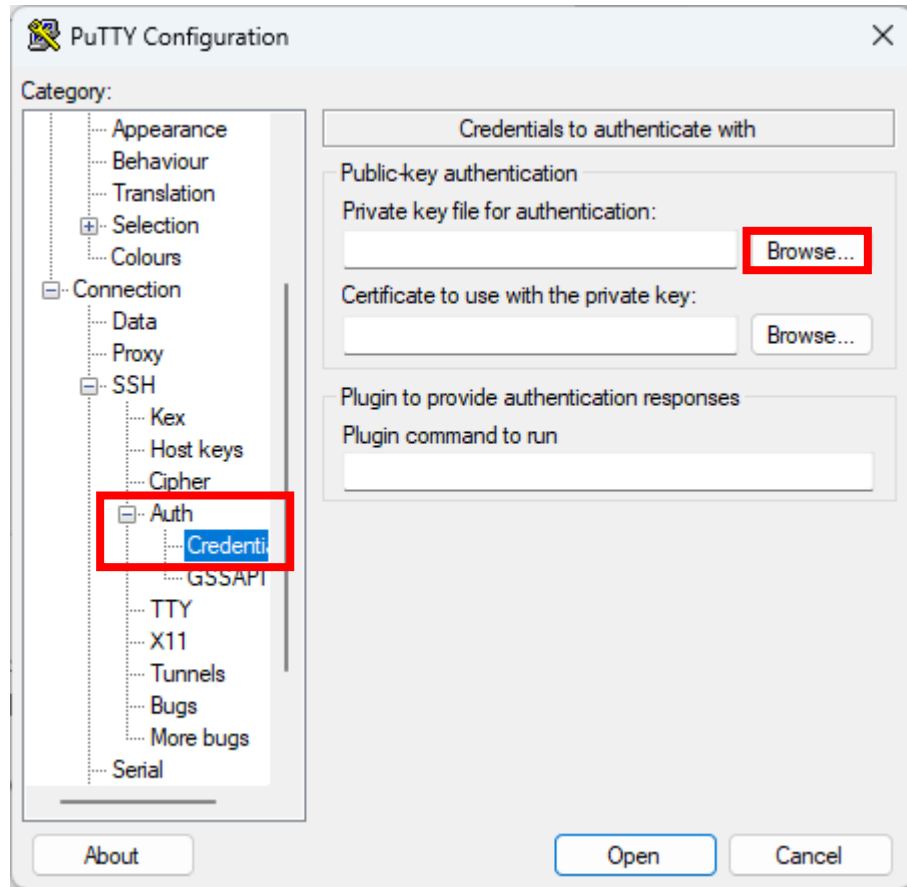 PuTTY Configuration
Category:
Appearance
Behaviour
Translation
Selection
Colours
Connection
Data
Proxy
SSH
Kex
Host keys
Cipher
Auth
Credenti
GSSAPI
TTY
X11
Tunnels
Bugs
More bugs
Serial
Credentials to authenticate with
Public-key authentication
Private key file for authentication:
Browse...
Certificate to use with the private key:
Browse...
Plugin to provide authentication responses
Plugin command to run
About
Open
Cancel